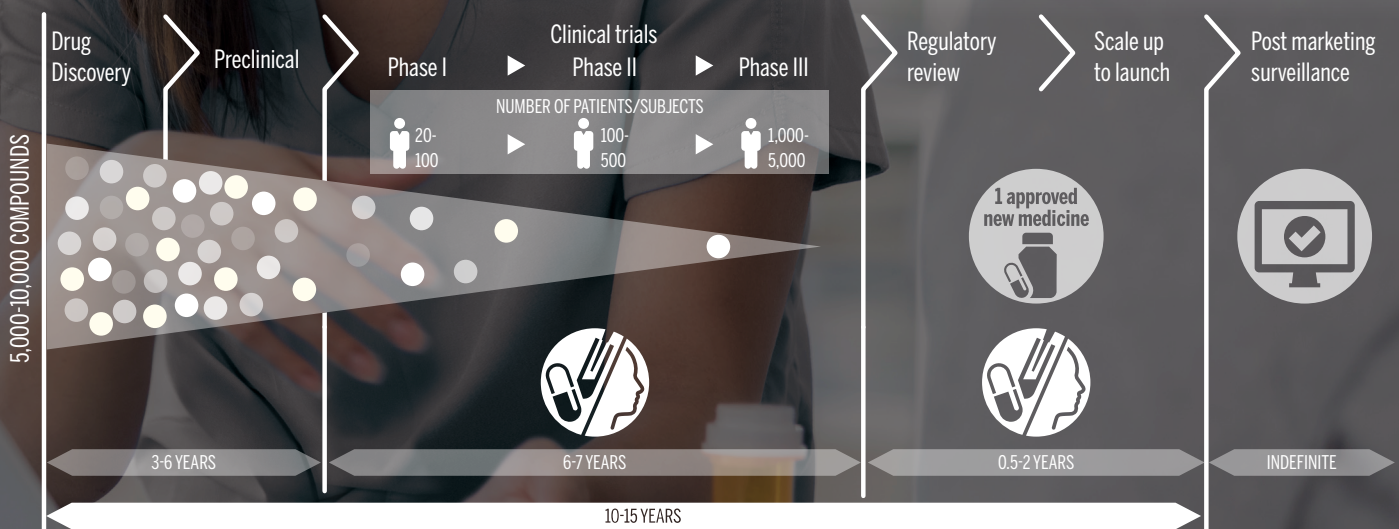 Drug
Discovery
Preclinical
Clinical trials
Phase I
Phase II
Phase III
NUMBER OF PATIENTS/SUBJECTS
20-
100
100-
500
1,000-
5,000
Regulatory
review
Scale up
to launch
Post marketing
surveillance
5,000-10,000 COMPOUNDS
1 approved
new medicine
3-6 YEARS
6-7 YEARS
0.5-2 YEARS
INDEFINITE
10-15 YEARS